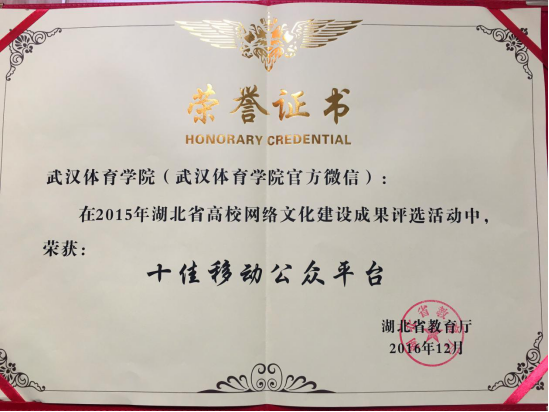 荣誉证书
HONORARY CREDENTIAL
武汉体育学院（武汉体育学院官方微信）：
在2015年湖北省高校网络文化建设成果评选活动中，
荣获：
十佳移动公众平台
湖北省教育厅
2016年12月